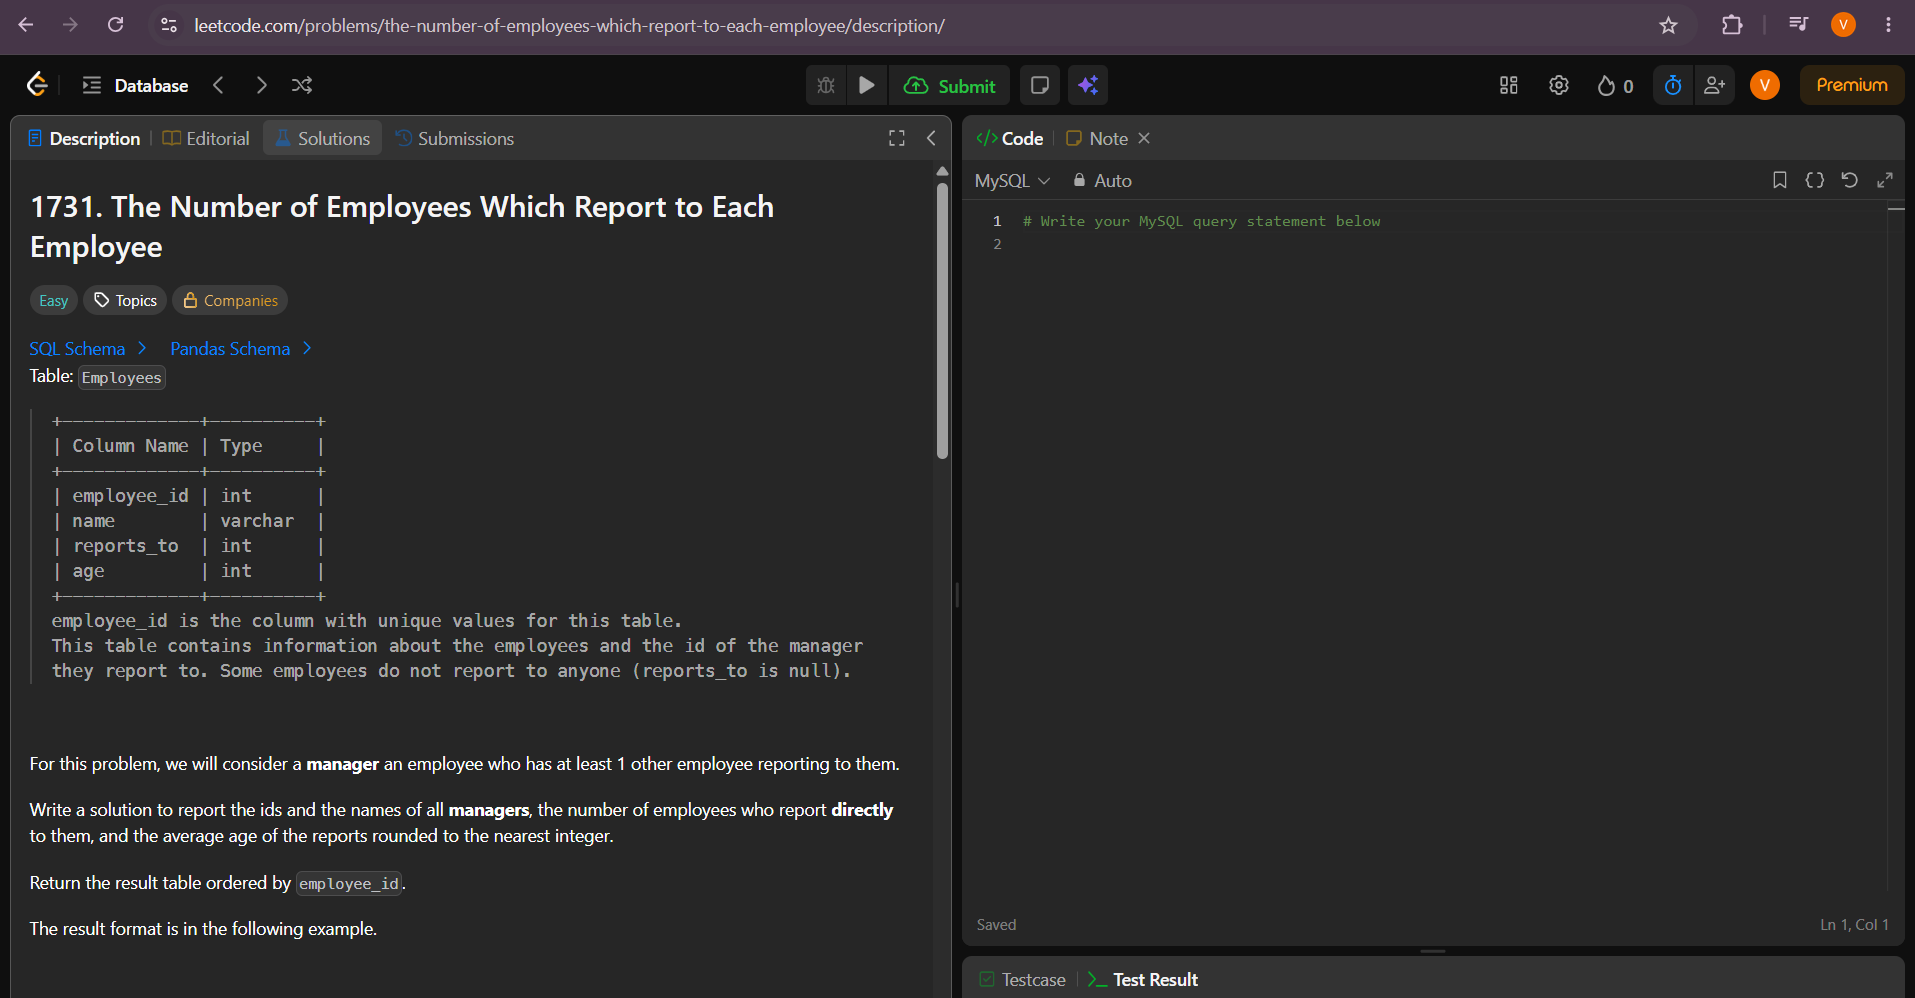 leetcode.com/problems/the-number-of-employees-which-report-to-each-employee/description/
V
Database
Submit
0
V
Premium
Description
Editorial
Solutions
Submissions
</> Code
Note
MySQL
Auto
1731. The Number of Employees Which Report to Each
Employee
Easy
Topics
Companies
SQL Schema
Pandas Schema
Table: Employees
+-------------+----------+
| Column Name | Type     |
+-------------+----------+
| employee_id | int      |
| name        | varchar  |
| reports_to  | int      |
| age         | int      |
+-------------+----------+
employee_id is the column with unique values for this table.
This table contains information about the employees and the id of the manager
they report to. Some employees do not report to anyone (reports_to is null).
For this problem, we will consider a manager an employee who has at least 1 other employee reporting to them.
Write a solution to report the ids and the names of all managers, the number of employees who report directly
to them, and the average age of the reports rounded to the nearest integer.
Return the result table ordered by employee_id.
The result format is in the following example.
1 # Write your MySQL query statement below
2
Saved
Ln 1, Col 1
Testcase
Test Result